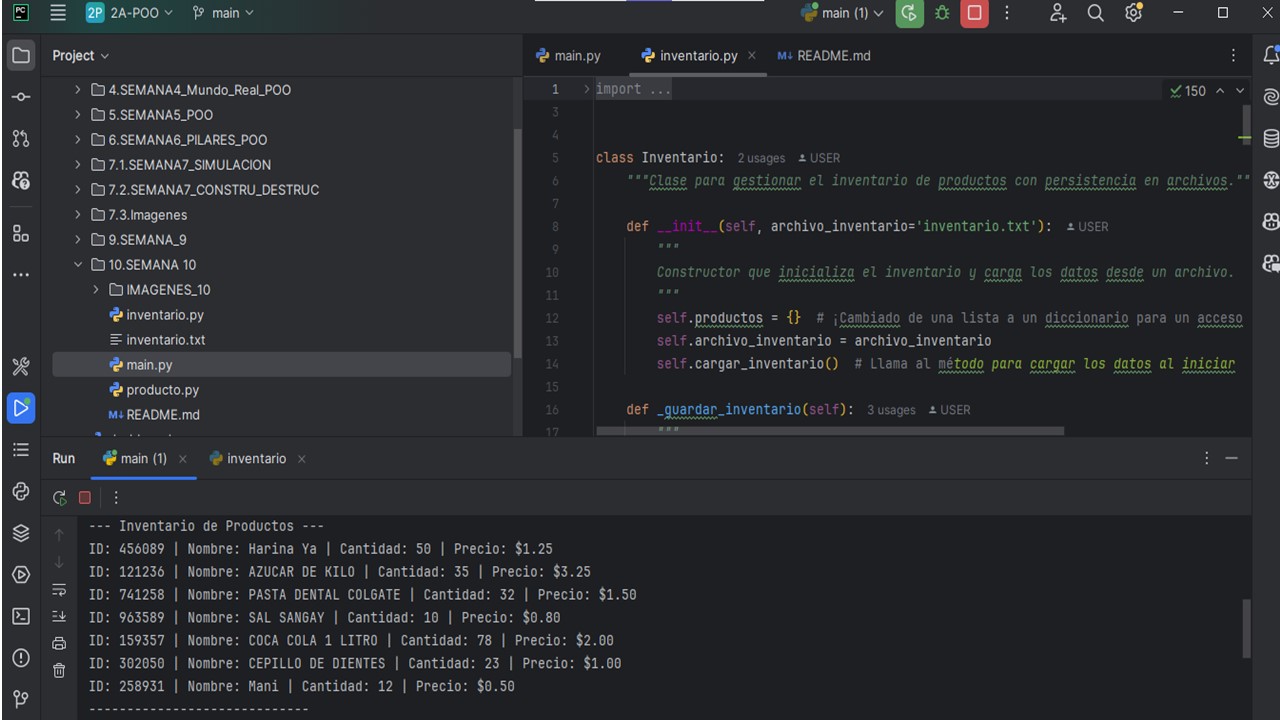 PC
2P 2A-POO main
main (1)
Project
4.SEMANA4_Mundo_Real_POO
5.SEMANA5_POO
6.SEMANA6_PILARES_POO
7.1.SEMANA7_SIMULACION
7.2.SEMANA7_CONSTRU_DESTRUC
7.3.Imagenes
9.SEMANA_9
10.SEMANA 10
IMAGENES_10
inventario.py
inventario.txt
main.py
producto.py
M↓ README.md
main.py inventario.py × M↓ README.md
150
1 import ...
3
4
5 class Inventario: 2 usages USER
6 """Clase para gestionar el inventario de productos con persistencia en archivos.""
7
8 def __init__(self, archivo_inventario='inventario.txt'): USER
9 """
10 Constructor que inicializa el inventario y carga los datos desde un archivo.
11 """
12 self.productos = {} # ¡Cambiado de una lista a un diccionario para un acceso
13 self.archivo_inventario = archivo_inventario
14 self.cargar_inventario() # Llama al método para cargar los datos al iniciar
15
16 def _guardar_inventario(self): 3 usages USER
17 """
Run main (1) × inventario ×
--- Inventario de Productos ---
ID: 456089 | Nombre: Harina Ya | Cantidad: 50 | Precio: $1.25
ID: 121236 | Nombre: AZUCAR DE KILO | Cantidad: 35 | Precio: $3.25
ID: 741258 | Nombre: PASTA DENTAL COLGATE | Cantidad: 32 | Precio: $1.50
ID: 963589 | Nombre: SAL SANGAY | Cantidad: 10 | Precio: $0.80
ID: 159357 | Nombre: COCA COLA 1 LITRO | Cantidad: 78 | Precio: $2.00
ID: 302050 | Nombre: CEPILLO DE DIENTES | Cantidad: 23 | Precio: $1.00
ID: 258931 | Nombre: Mani | Cantidad: 12 | Precio: $0.50
-----------------------------